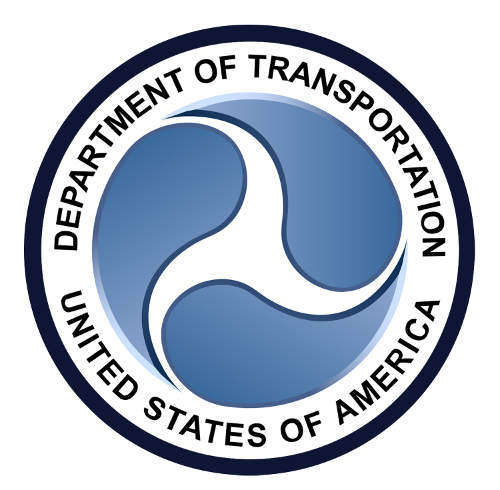 DEPARTMENT OF TRANSPORTATION
UNITED STATES OF AMERICA